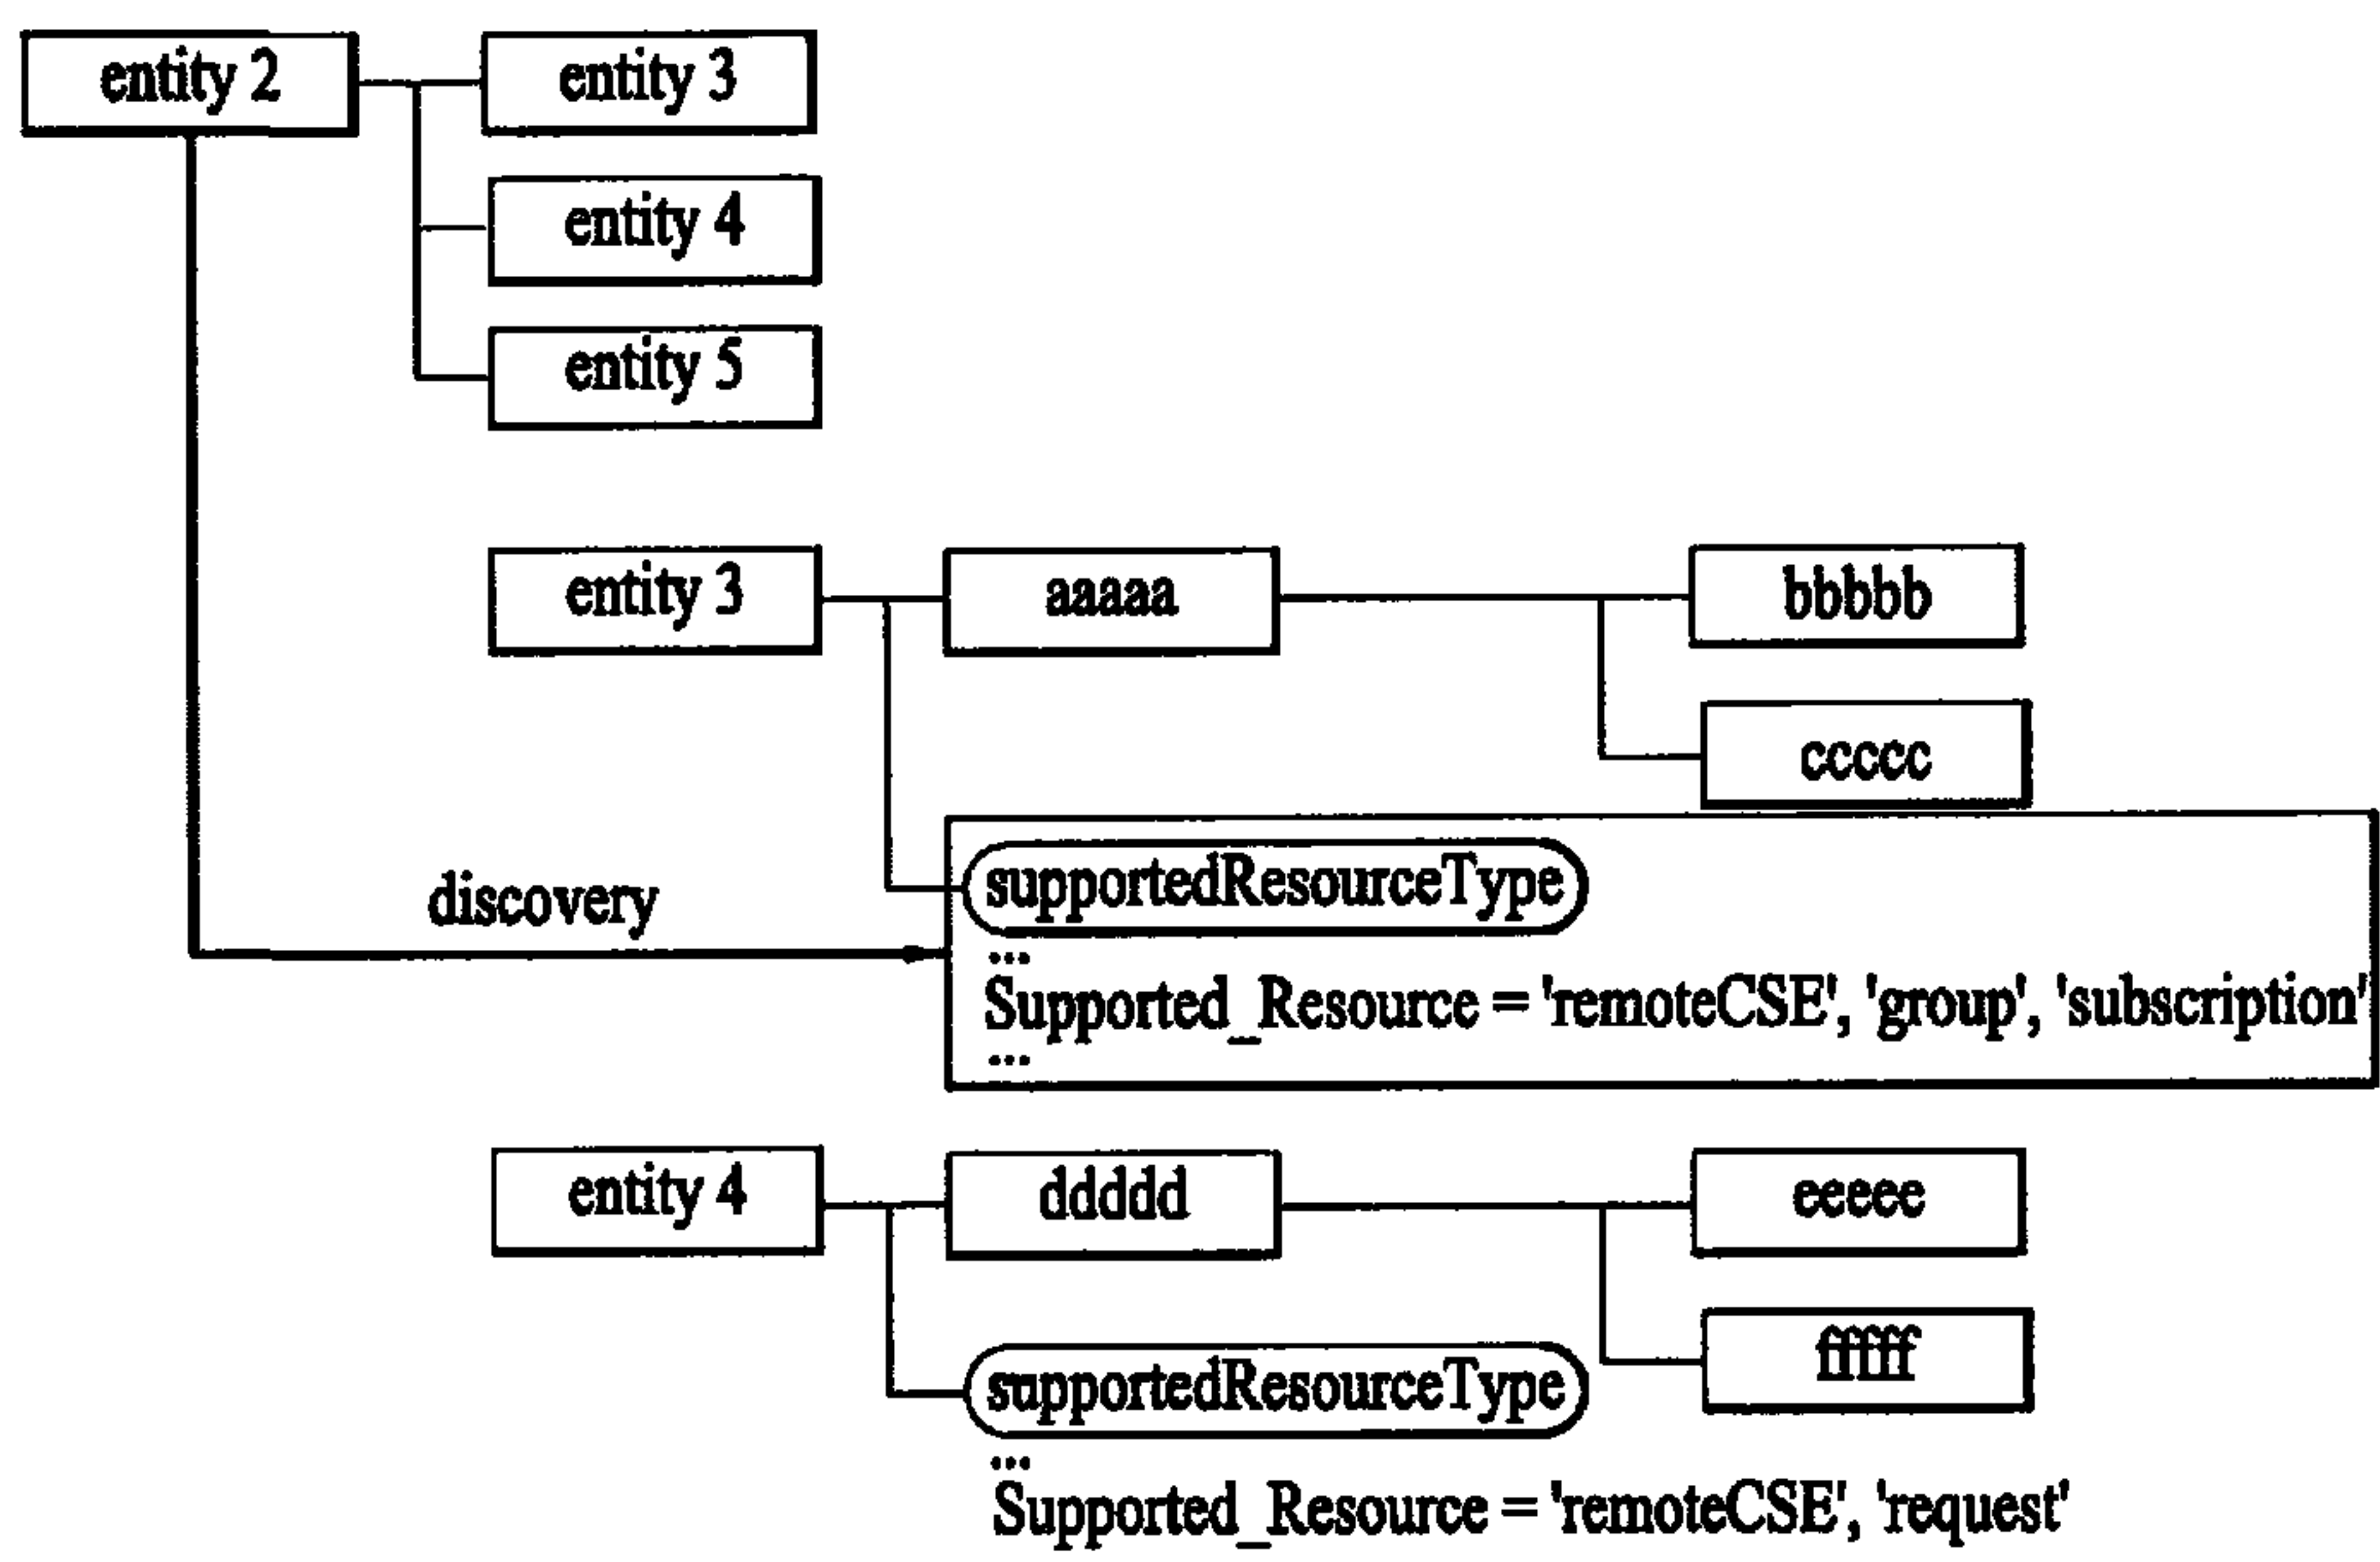 entity 2
entity 3
entity 4
entity 5
entity 3
aaaaa
bbbbb
ccccc
discovery
supportedResourceType
...
Supported_Resource = 'remoteCSE', 'group', 'subscription'
...
entity 4
ddddd
eeeee
fffff
supportedResourceType
...
Supported_Resource = 'remoteCSE', 'request'